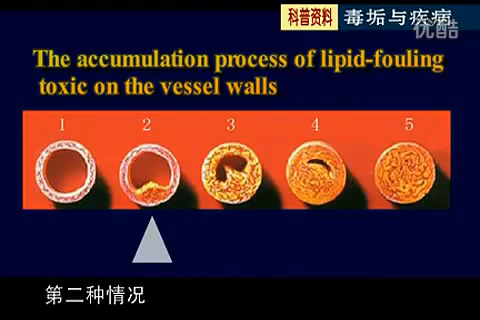 科普资料 毒垢与疾病
优酷
The accumulation process of lipid-fouling
toxic on the vessel walls
1 2 3 4 5
第二种情况